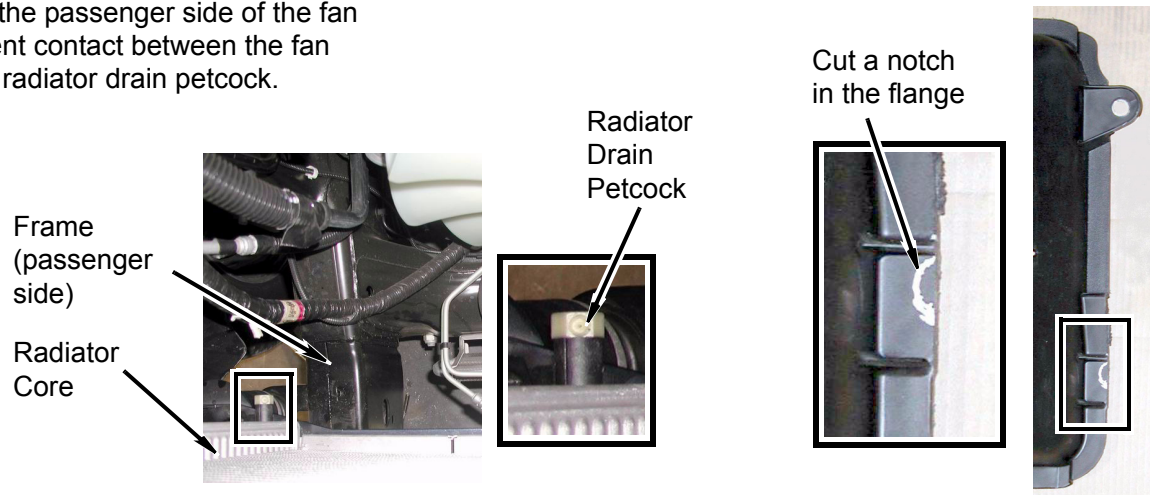 the passenger side of the fan
ent contact between the fan
radiator drain petcock.
Cut a notch
in the flange
Radiator
Drain
Petcock
Frame
(passenger
side)
Radiator
Core